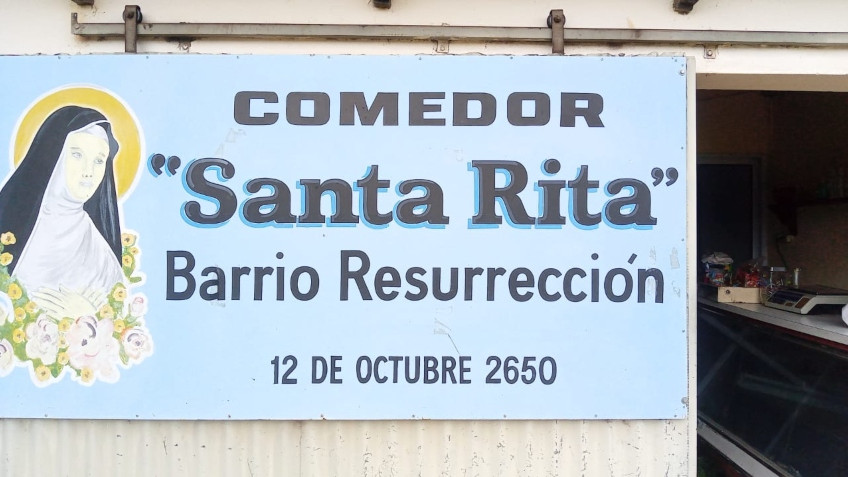 COMEDOR
"Santa Rita"
Barrio Resurrección
12 DE OCTUBRE 2650